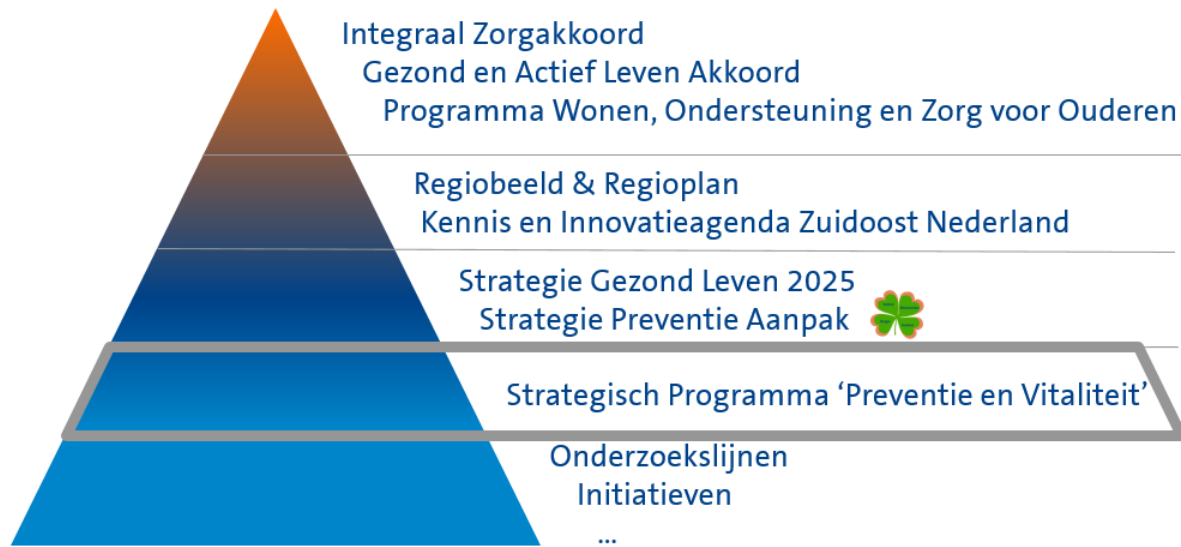 Integraal Zorgakkoord
Gezond en Actief Leven Akkoord
Programma Wonen, Ondersteuning en Zorg voor Ouderen
Regiobeeld & Regioplan
Kennis en Innovatieagenda Zuidoost Nederland
Strategie Gezond Leven 2025
Strategie Preventie Aanpak
Strategisch Programma ‘Preventie en Vitaliteit’
Onderzoekslijnen
Initiatieven
...